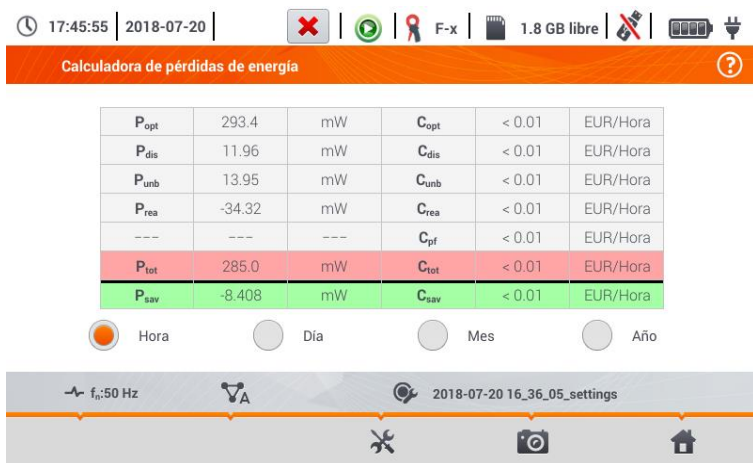 17:45:55 2018-07-20 F-x 1.8 GB libre
Calculadora de pérdidas de energía ?
Popt 293.4 mW Copt < 0.01 EUR/Hora
Pdis 11.96 mW Cdis < 0.01 EUR/Hora
Punb 13.95 mW Cunb < 0.01 EUR/Hora
Prea -34.32 mW Crea < 0.01 EUR/Hora
--- --- --- Cpf < 0.01 EUR/Hora
Ptot 285.0 mW Ctot < 0.01 EUR/Hora
Psav -8.408 mW Csav < 0.01 EUR/Hora
Hora Día Mes Año
fn:50 Hz A 2018-07-20 16_36_05_settings